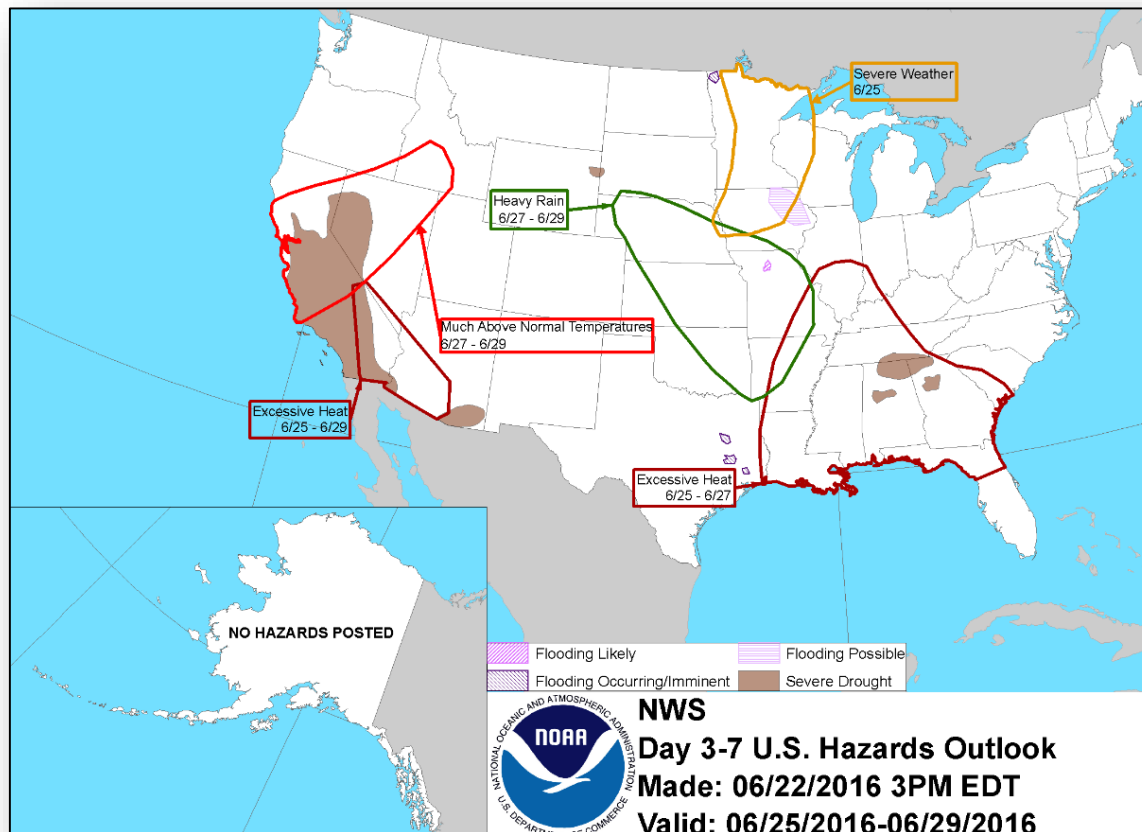 Severe Weather
6/25
Heavy Rain
6/27 - 6/29
Much Above Normal Temperatures
6/27 - 6/29
Excessive Heat
6/25 - 6/29
Excessive Heat
6/25 - 6/27
NO HAZARDS POSTED
Flooding Likely
Flooding Possible
Flooding Occurring/Imminent
Severe Drought
NATIONAL OCEANIC AND ATMOSPHERIC ADMINISTRATION
NOAA
U.S. DEPARTMENT OF COMMERCE
NWS
Day 3-7 U.S. Hazards Outlook
Made: 06/22/2016 3PM EDT
Valid: 06/25/2016-06/29/2016